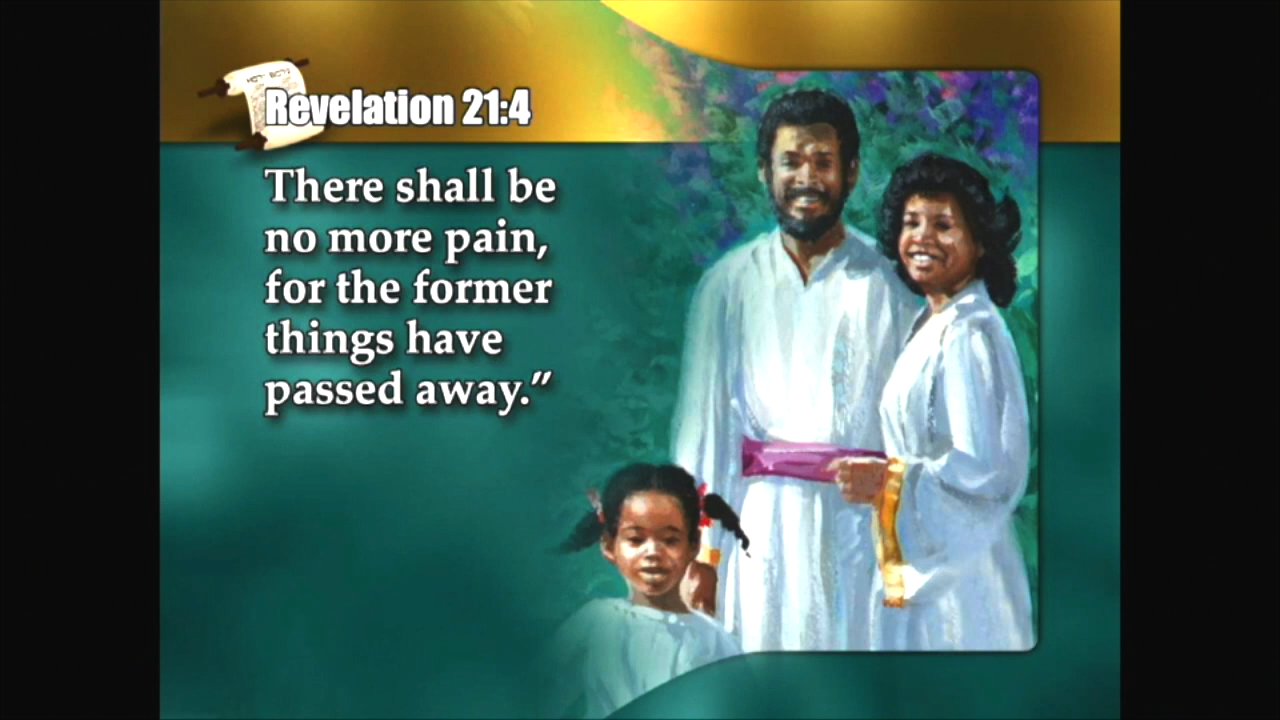 Revelation 21:4
There shall be
no more pain,
for the former
things have
passed away.”